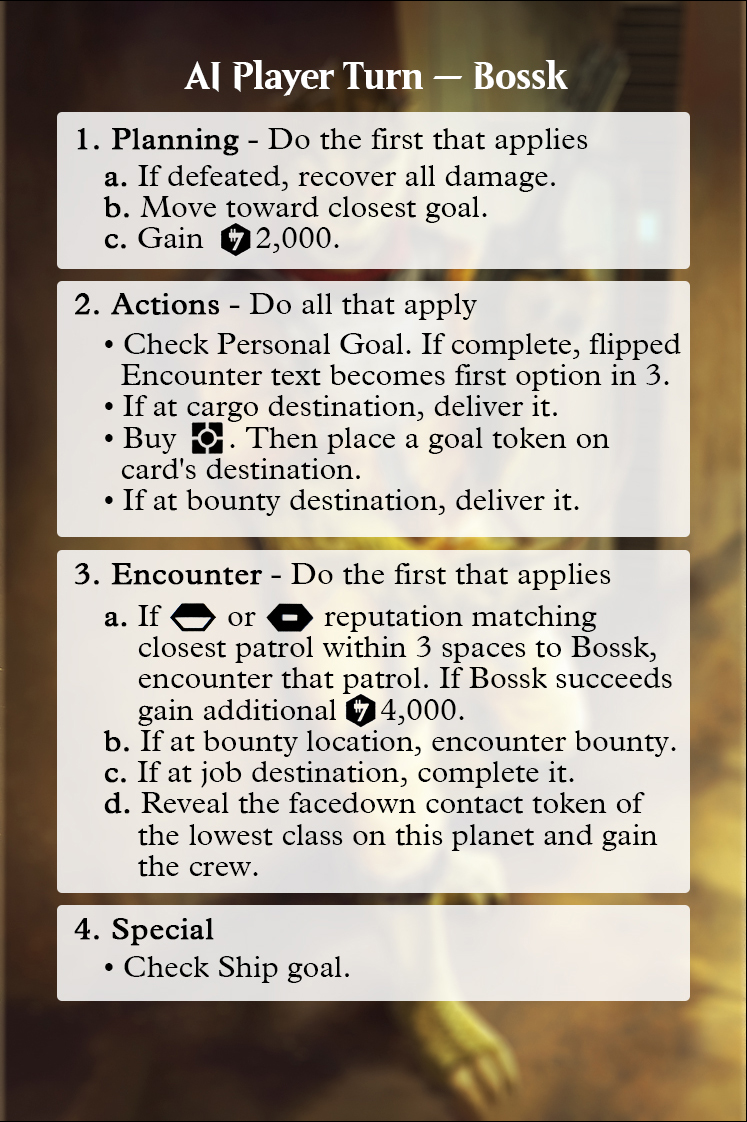 AI Player Turn — Bossk
1. Planning - Do the first that applies
a. If defeated, recover all damage.
b. Move toward closest goal.
c. Gain 2,000.
2. Actions - Do all that apply
• Check Personal Goal. If complete, flipped
Encounter text becomes first option in 3.
• If at cargo destination, deliver it.
• Buy . Then place a goal token on
card's destination.
• If at bounty destination, deliver it.
3. Encounter - Do the first that applies
a. If or reputation matching
closest patrol within 3 spaces to Bossk,
encounter that patrol. If Bossk succeeds
gain additional 4,000.
b. If at bounty location, encounter bounty.
c. If at job destination, complete it.
d. Reveal the facedown contact token of
the lowest class on this planet and gain
the crew.
4. Special
• Check Ship goal.